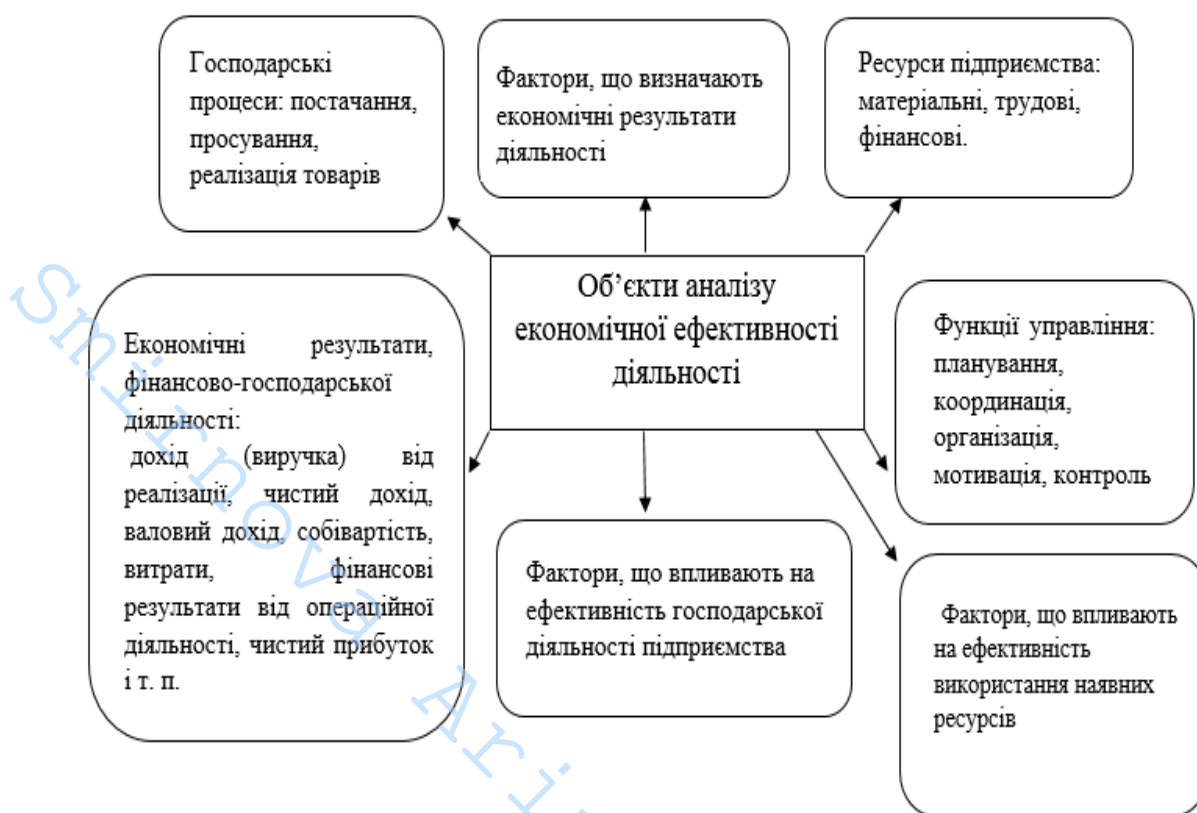 Господарські
процеси: постачання,
просування,
реалізація товарів
Фактори, що визначають
економічні результати
діяльності
Ресурси підприємства:
матеріальні, трудові,
фінансові.
Об’єкти аналізу
економічної ефективності
діяльності
Економічні результати,
фінансово-господарської
діяльності:
дохід (виручка) від
реалізації, чистий дохід,
валовий дохід, собівартість,
витрати, фінансові
результати від операційної
діяльності, чистий прибуток
і т. п.
Функції управління:
планування,
координація,
організація,
мотивація, контроль
Фактори, що впливають на
ефективність господарської
діяльності підприємства
Фактори, що впливають
на ефективність
використання наявних
ресурсів
Smirnova